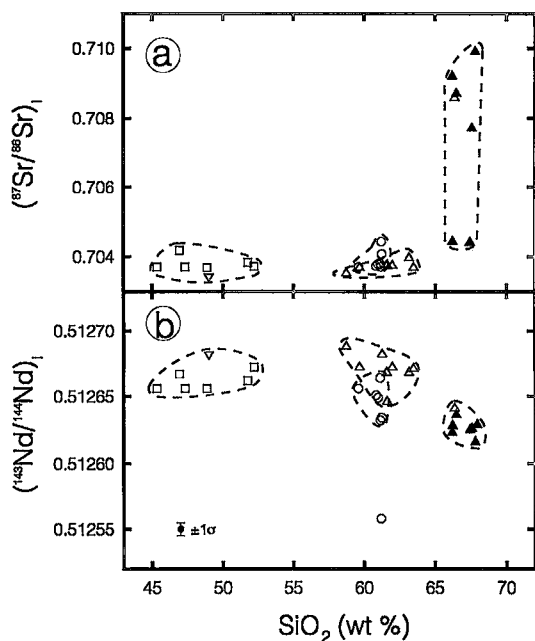 a
0.710
0.708
0.706
0.704
(⁸⁷Sr/⁸⁶Sr)I
b
0.51270
0.51265
0.51260
0.51255
(¹⁴³Nd/¹⁴⁴Nd)I
±1σ
45 50 55 60 65 70
SiO₂ (wt %)